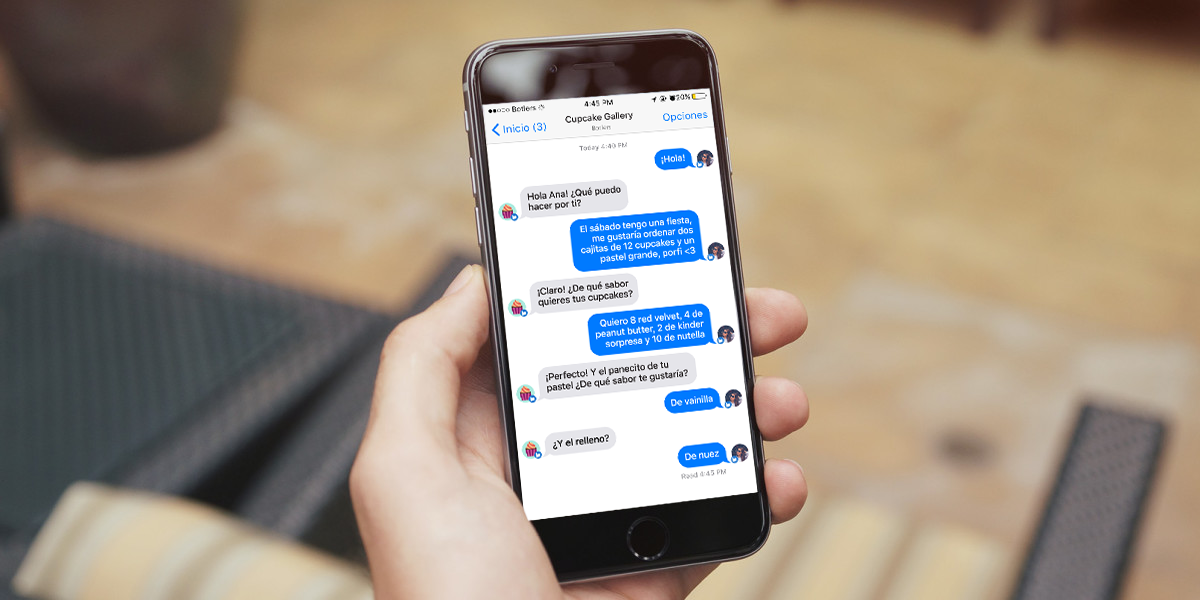 Botiers 4:45 PM 20%
Inicio (3) Cupcake Gallery Opciones
Botiers
Today 4:40 PM
¡Hola!
Hola Ana! ¿Qué puedo
hacer por ti?
El sábado tengo una fiesta,
me gustaría ordenar dos
cajitas de 12 cupcakes y un
pastel grande, porfi <3
¡Claro! ¿De qué sabor
quieres tus cupcakes?
Quiero 8 red velvet, 4 de
peanut butter, 2 de kinder
sorpresa y 10 de nutella
¡Perfecto! Y el panecito de tu
pastel ¿De qué sabor te gustaría?
De vainilla
¿Y el relleno?
De nuez
Read 4:45 PM